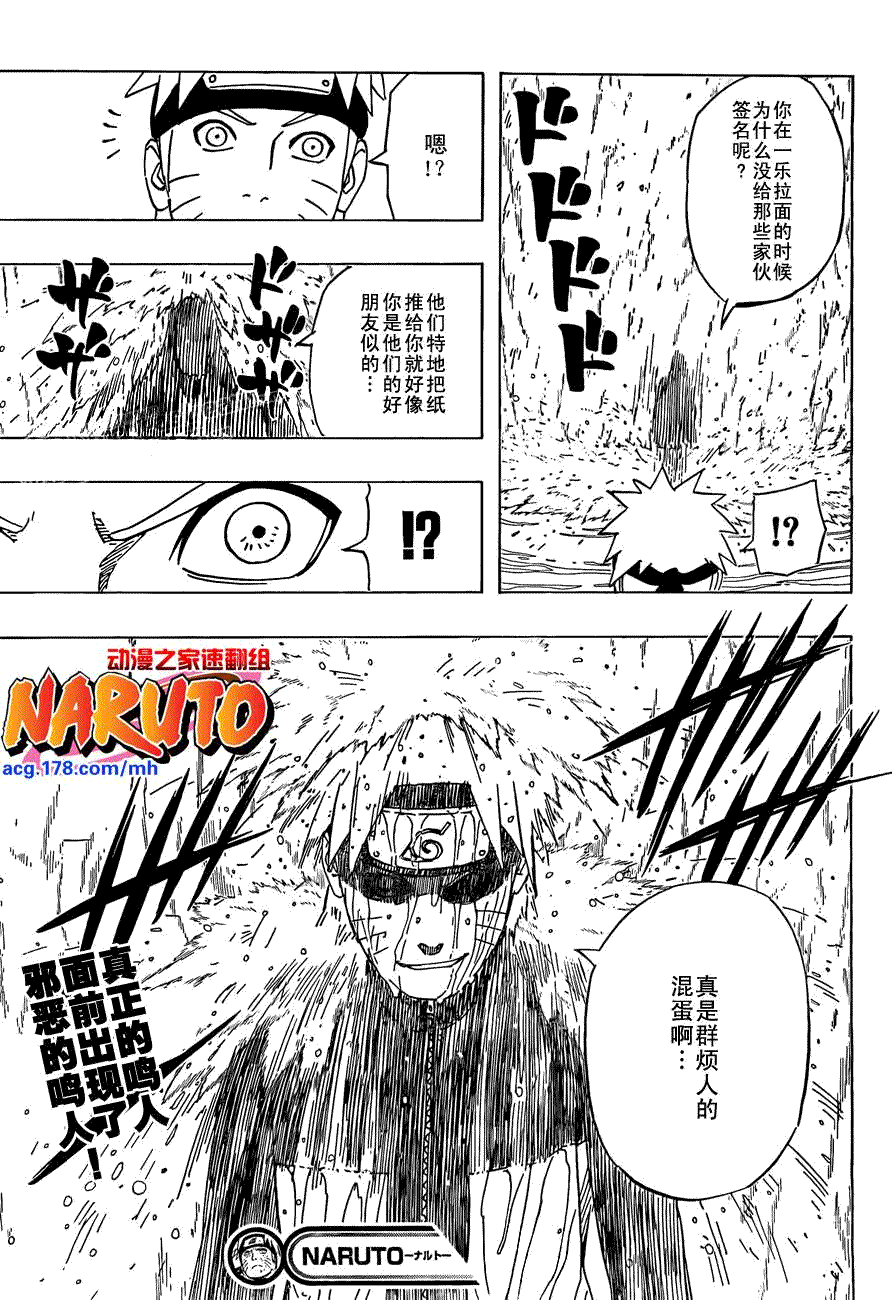 你在一乐拉面的时候
为什么没给那些家伙
签名呢?
ドドドド
!?
嗯
!?
他们特地把纸
推给你就好像
你是他们的好
朋友似的…
ザザ
ザザ
!?
动漫之家速翻组
NARUTO
acg.178.com/mh
真是群烦人的
混蛋啊…
真正的鸣人
面前出现了
邪恶的鸣人!
NARUTO—ナルト—